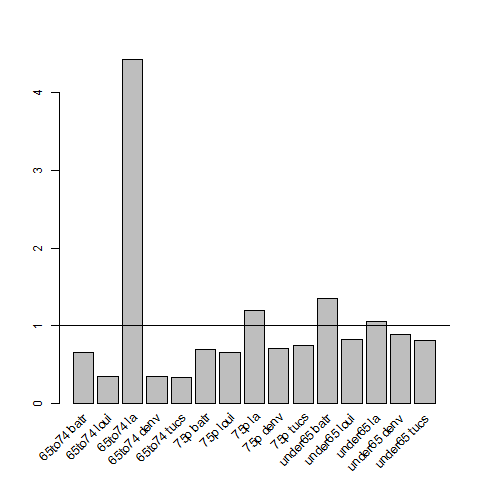 4
3
2
1
0
65to74 batr
65to74 loui
65to74 la
65to74 denv
65to74 tucs
75p batr
75p loui
75p la
75p denv
75p tucs
under65 batr
under65 loui
under65 la
under65 denv
under65 tucs